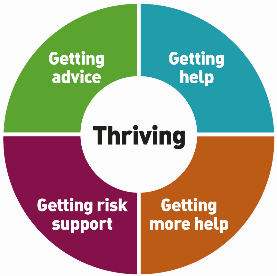 Getting
advice
Getting
help
Thriving
Getting risk
support
Getting
more help